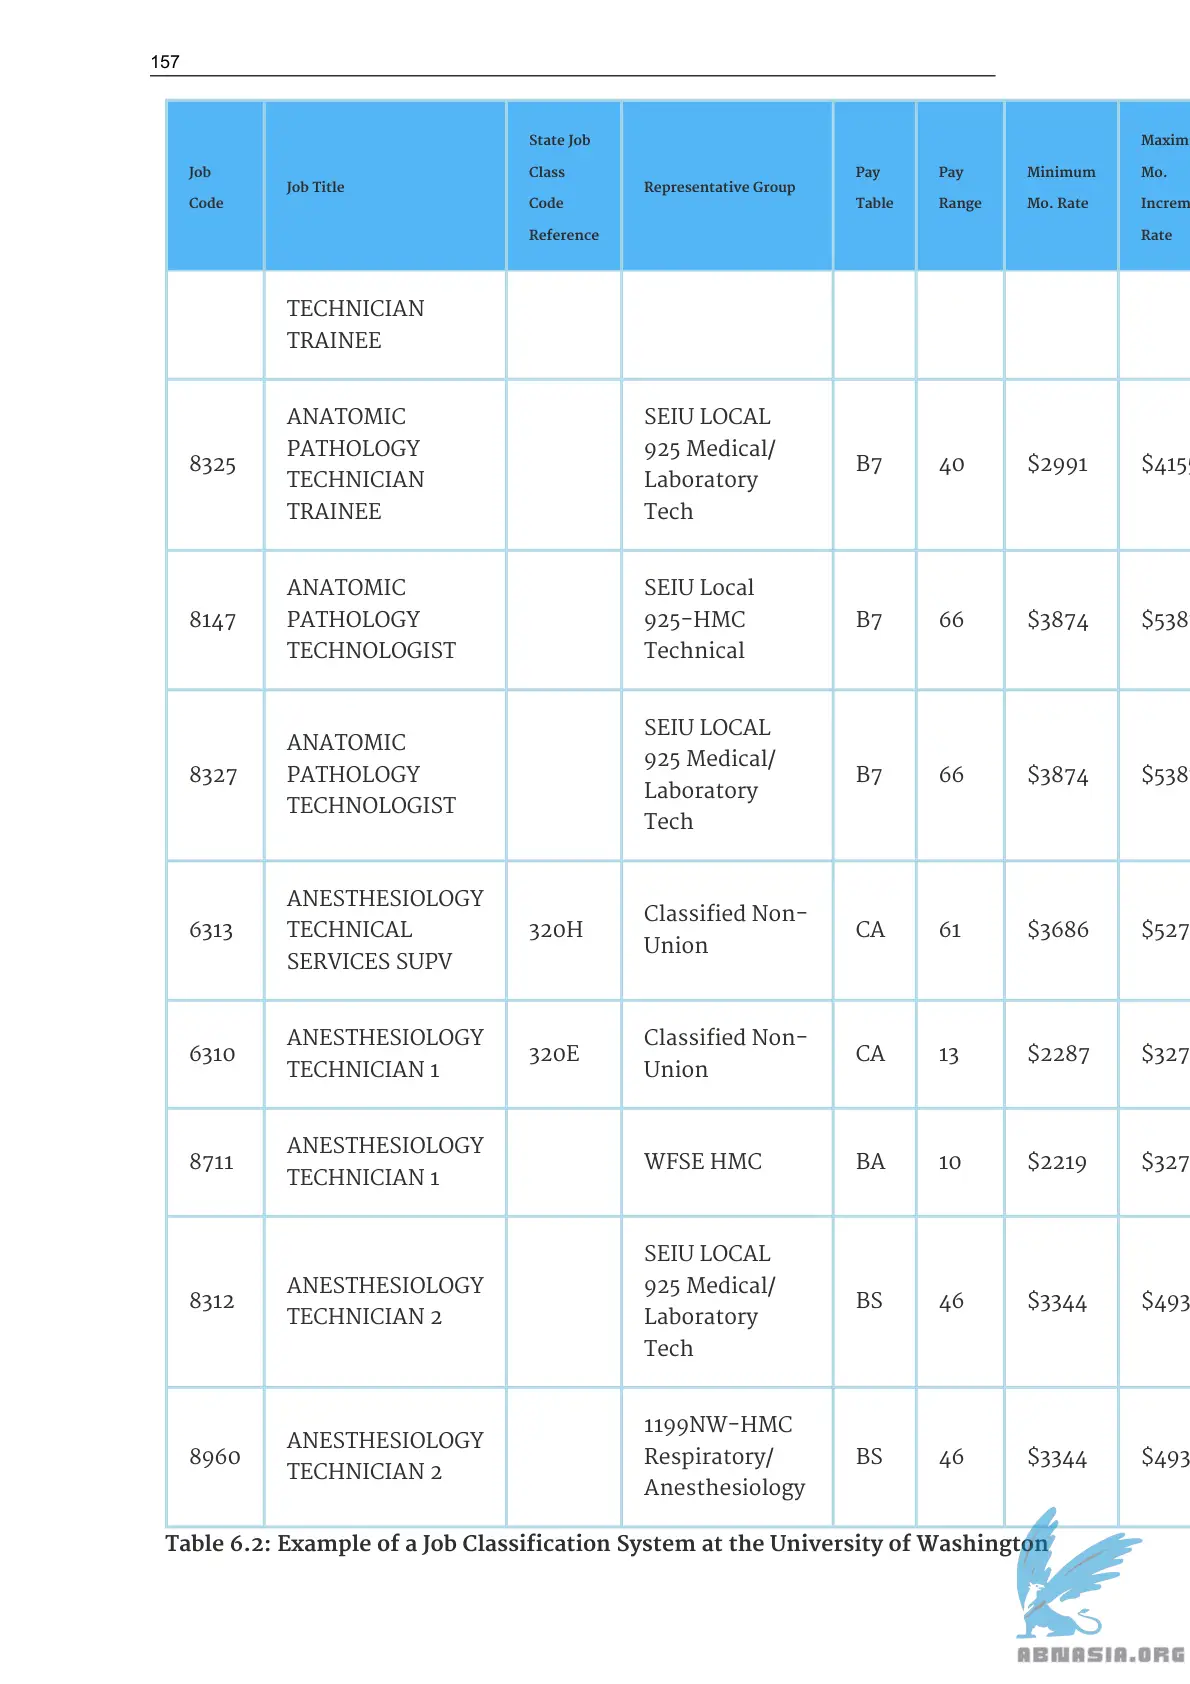 157
Job Code
Job Title
State Job Class Code Reference
Representative Group
Pay Table
Pay Range
Minimum Mo. Rate
Maxim
Mo.
Increm
Rate
TECHNICIAN
TRAINEE
8325
ANATOMIC
PATHOLOGY
TECHNICIAN
TRAINEE
SEIU LOCAL
925 Medical/
Laboratory
Tech
B7
40
$2991
$4155
8147
ANATOMIC
PATHOLOGY
TECHNOLOGIST
SEIU Local
925-HMC
Technical
B7
66
$3874
$538
8327
ANATOMIC
PATHOLOGY
TECHNOLOGIST
SEIU LOCAL
925 Medical/
Laboratory
Tech
B7
66
$3874
$538
6313
ANESTHESIOLOGY
TECHNICAL
SERVICES SUPV
320H
Classified Non-
Union
CA
61
$3686
$527
6310
ANESTHESIOLOGY
TECHNICIAN 1
320E
Classified Non-
Union
CA
13
$2287
$327
8711
ANESTHESIOLOGY
TECHNICIAN 1
WFSE HMC
BA
10
$2219
$327
8312
ANESTHESIOLOGY
TECHNICIAN 2
SEIU LOCAL
925 Medical/
Laboratory
Tech
BS
46
$3344
$493
8960
ANESTHESIOLOGY
TECHNICIAN 2
1199NW-HMC
Respiratory/
Anesthesiology
BS
46
$3344
$493
Table 6.2: Example of a Job Classification System at the University of Washington
ABNASIA.ORG